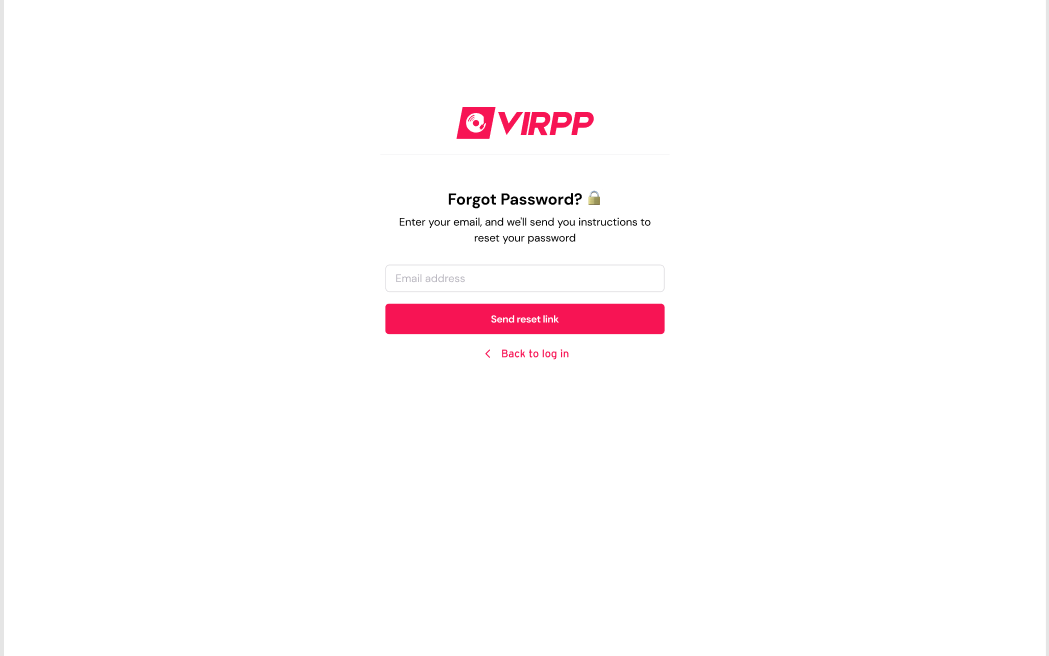 VIRPP
Forgot Password? 🔒
Enter your email, and we'll send you instructions to
reset your password
Email address
Send reset link
Back to log in